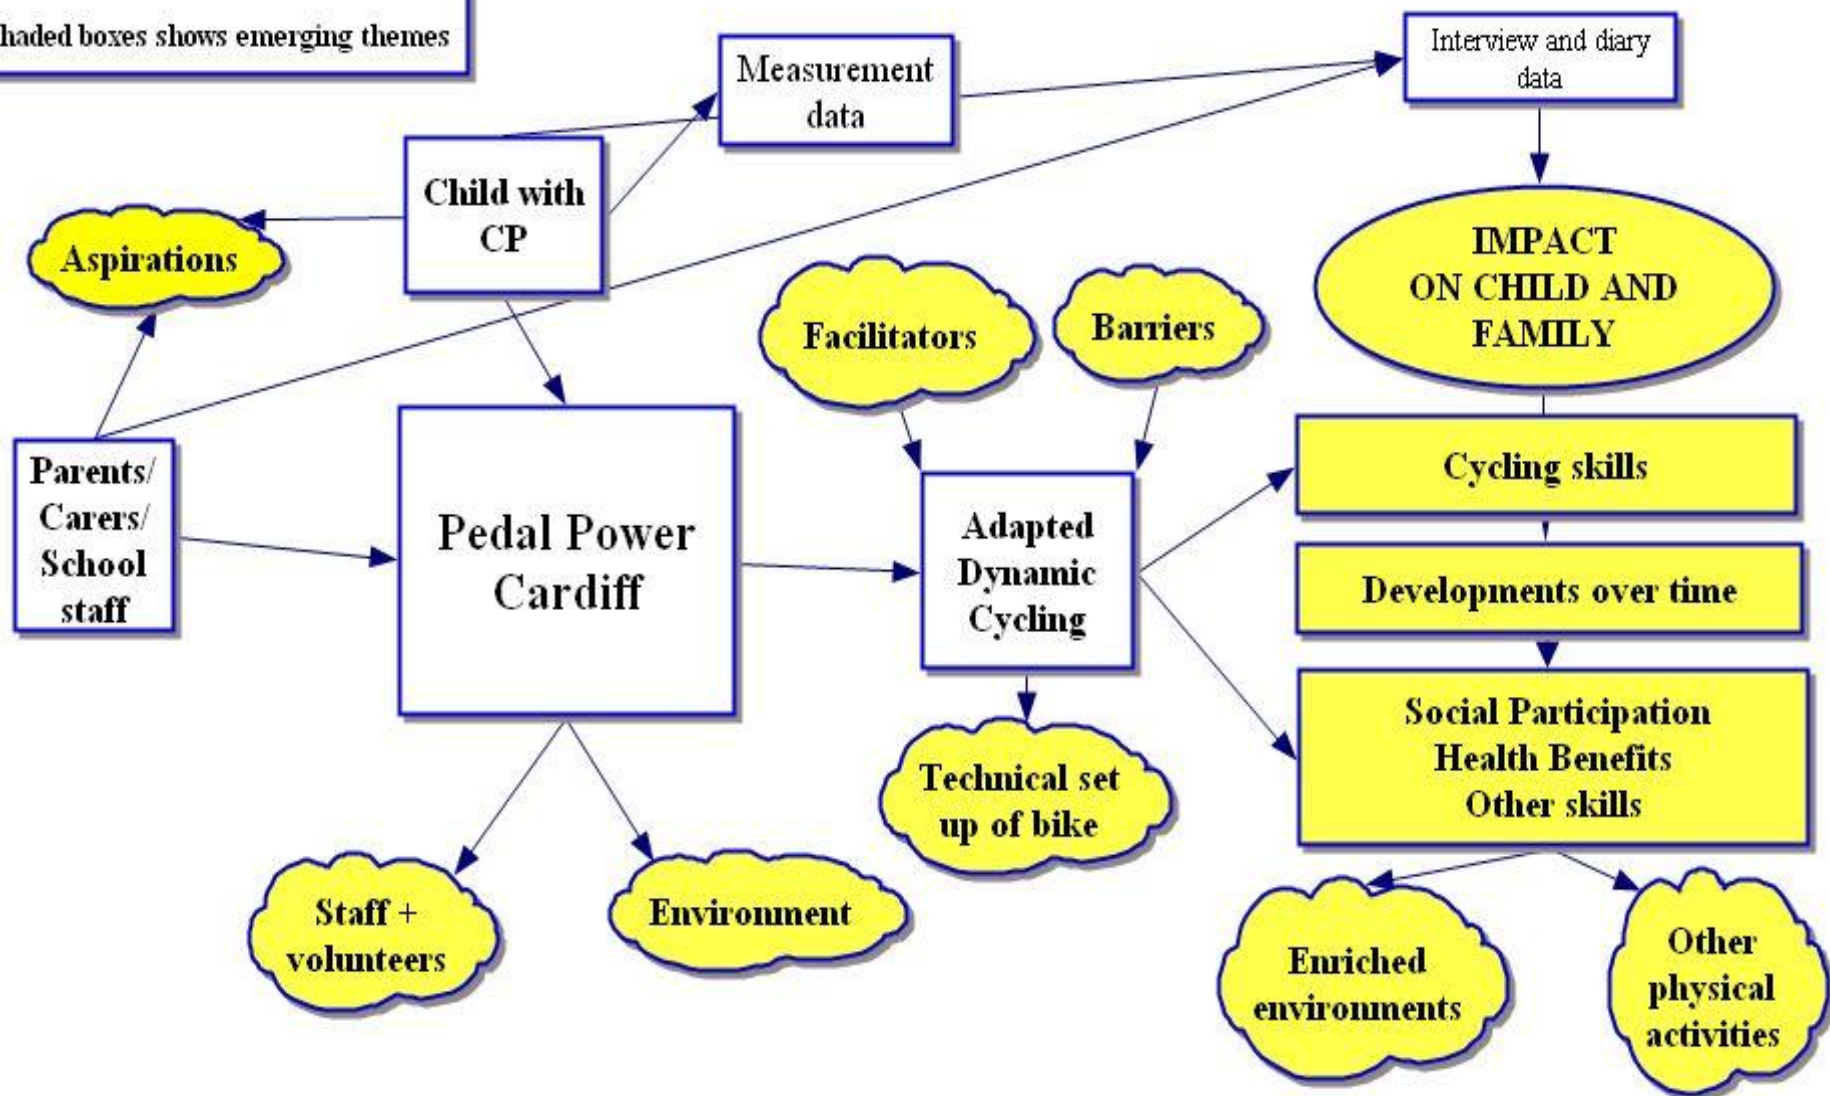 haded boxes shows emerging themes
Interview and diary
data
Measurement
data
Child with
CP
Aspirations
IMPACT
ON CHILD AND
FAMILY
Facilitators
Barriers
Parents/
Carers/
School
staff
Pedal Power
Cardiff
Adapted
Dynamic
Cycling
Cycling skills
Developments over time
Social Participation
Health Benefits
Other skills
Technical set
up of bike
Staff +
volunteers
Environment
Enriched
environments
Other
physical
activities